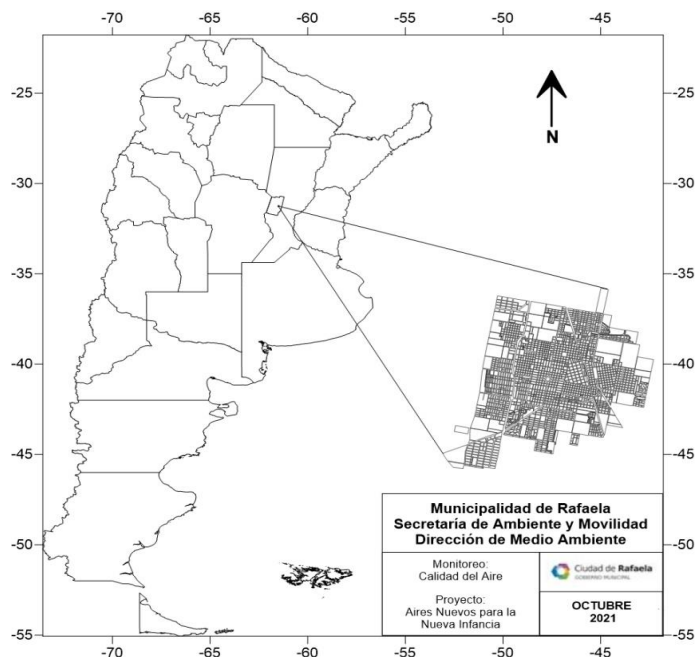 -70 -65 -60 -55 -50 -45
-25 -25
N
-30 -30
-35 -35
-40 -40
-45 -45
-50 -50
-55 -55
Municipalidad de Rafaela
Secretaría de Ambiente y Movilidad
Dirección de Medio Ambiente
Monitoreo:
Calidad del Aire
Proyecto:
Aires Nuevos para la
Nueva Infancia
Ciudad de Rafaela
GOBIERNO MUNICIPAL
OCTUBRE
2021
-70 -65 -60 -55 -50 -45